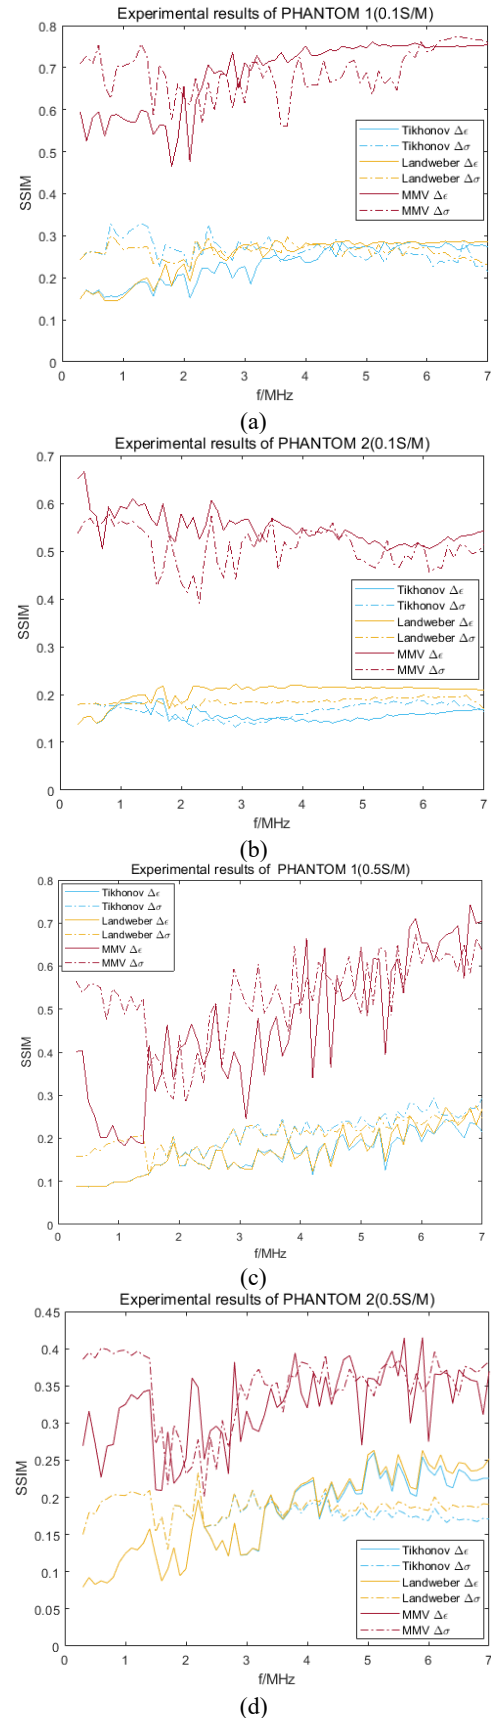 Experimental results of PHANTOM 1(0.1S/M)
0.8
0.7
0.6
0.5
0.4
0.3
0.2
0.1
0
SSIM
Tikhonov Δϵ
Tikhonov Δσ
Landweber Δϵ
Landweber Δσ
MMV Δϵ
MMV Δσ
0 1 2 3 4 5 6 7
f/MHz
(a)
Experimental results of PHANTOM 2(0.1S/M)
0.7
0.6
0.5
0.4
0.3
0.2
0.1
0
SSIM
Tikhonov Δϵ
Tikhonov Δσ
Landweber Δϵ
Landweber Δσ
MMV Δϵ
MMV Δσ
0 1 2 3 4 5 6 7
f/MHz
(b)
Experimental results of PHANTOM 1(0.5S/M)
0.8
0.7
0.6
0.5
0.4
0.3
0.2
0.1
0
SSIM
Tikhonov Δϵ
Tikhonov Δσ
Landweber Δϵ
Landweber Δσ
MMV Δϵ
MMV Δσ
0 1 2 3 4 5 6 7
f/MHz
(c)
Experimental results of PHANTOM 2(0.5S/M)
0.45
0.4
0.35
0.3
0.25
0.2
0.15
0.1
0.05
0
SSIM
Tikhonov Δϵ
Tikhonov Δσ
Landweber Δϵ
Landweber Δσ
MMV Δϵ
MMV Δσ
0 1 2 3 4 5 6 7
f/MHz
(d)